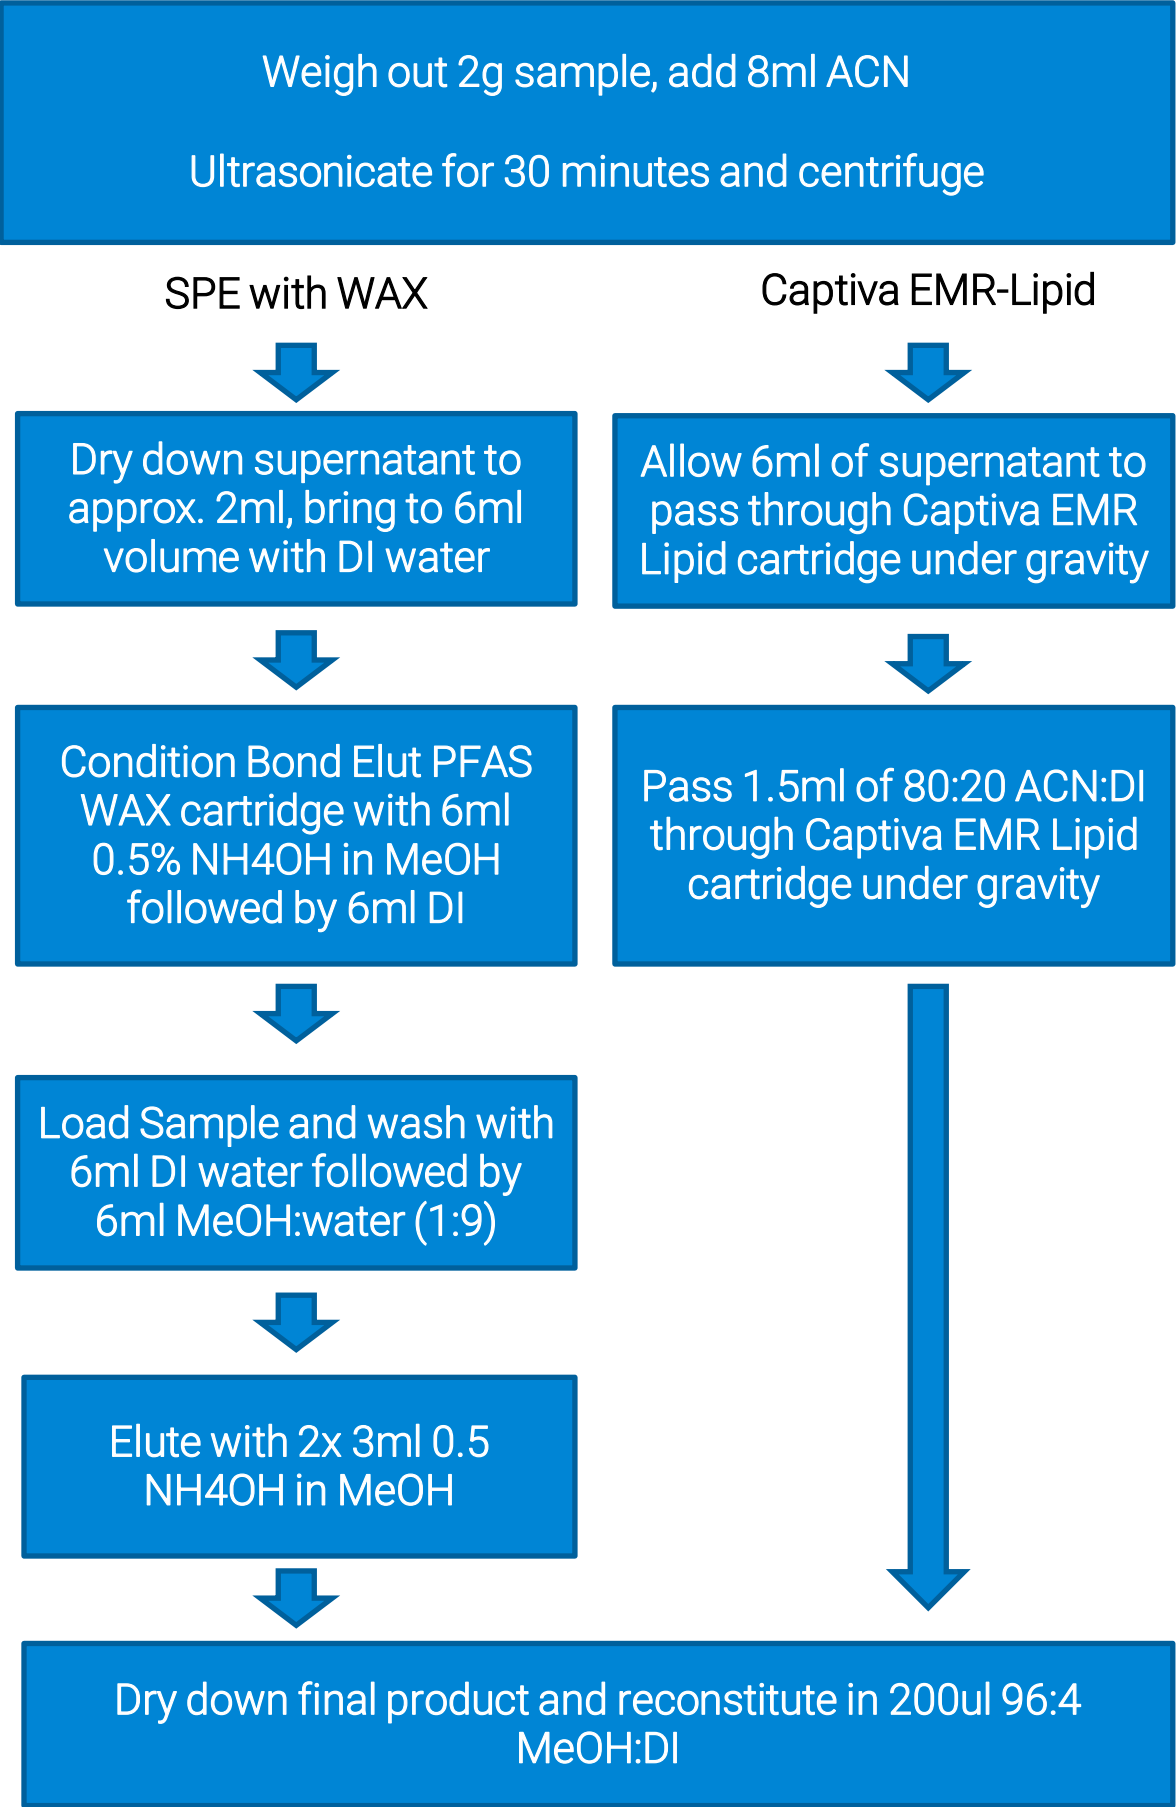 Weigh out 2g sample, add 8ml ACN
Ultrasonicate for 30 minutes and centrifuge
SPE with WAX
Dry down supernatant to
approx. 2ml, bring to 6ml
volume with DI water
Condition Bond Elut PFAS
WAX cartridge with 6ml
0.5% NH4OH in MeOH
followed by 6ml DI
Load Sample and wash with
6ml DI water followed by
6ml MeOH:water (1:9)
Elute with 2x 3ml 0.5
NH4OH in MeOH
Captiva EMR-Lipid
Allow 6ml of supernatant to
pass through Captiva EMR
Lipid cartridge under gravity
Pass 1.5ml of 80:20 ACN:DI
through Captiva EMR Lipid
cartridge under gravity
Dry down final product and reconstitute in 200ul 96:4
MeOH:DI